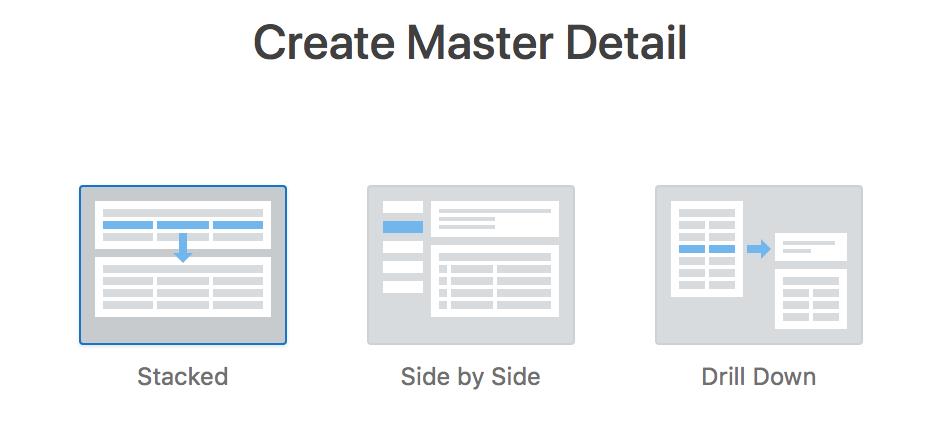 Create Master Detail
Stacked
Side by Side
Drill Down